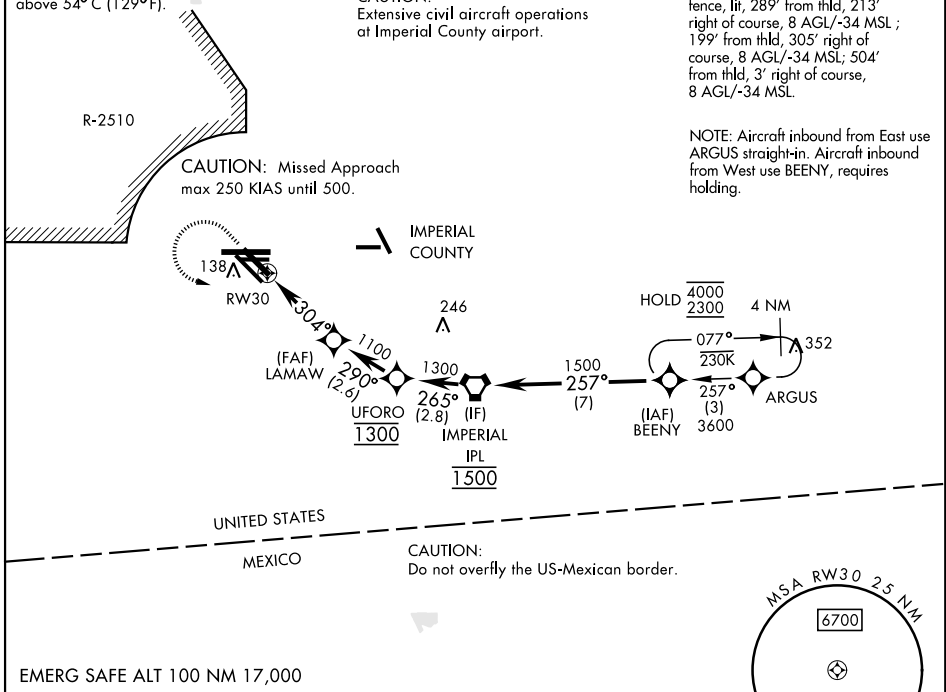 above 54° C (129° F).
CAUTION:
Extensive civil aircraft operations
at Imperial County airport.
fence, lit, 289' from thld, 213'
right of course, 8 AGL/-34 MSL ;
199' from thld, 305' right of
course, 8 AGL/-34 MSL; 504'
from thld, 3' right of course,
8 AGL/-34 MSL.
NOTE: Aircraft inbound from East use
ARGUS straight-in. Aircraft inbound
from West use BEENY, requires
holding.
R-2510
CAUTION: Missed Approach
max 250 KIAS until 500.
IMPERIAL
COUNTY
138
RW30
304°
(FAF)
LAMAW
1100
290°
(2.6)
UFORO
1300
246
1300
265°
(2.8)
(IF)
IMPERIAL
IPL
1500
1500
257°
(7)
HOLD 4000
2300
4 NM
077°
230K
352
(IAF)
BEENY
257°
(3)
3600
ARGUS
UNITED STATES
MEXICO
CAUTION:
Do not overfly the US-Mexican border.
MSA RW30 25 NM
6700
EMERG SAFE ALT 100 NM 17,000